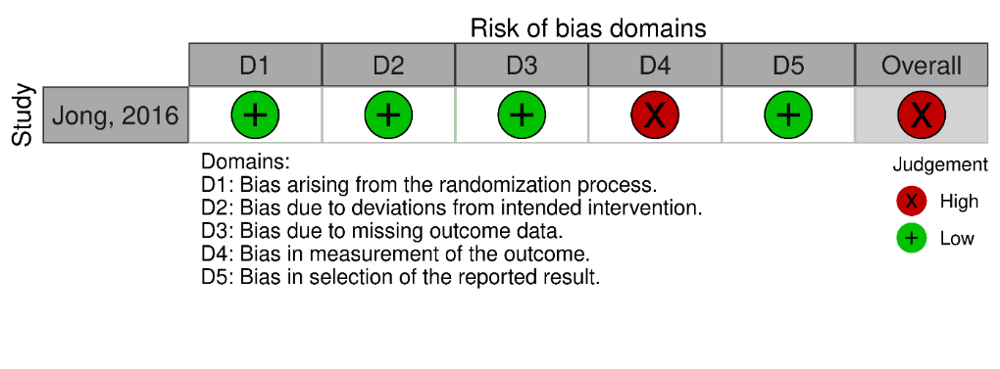 Risk of bias domains
D1 D2 D3 D4 D5 Overall
Study
Jong, 2016 + + + X + X
Domains:
D1: Bias arising from the randomization process.
D2: Bias due to deviations from intended intervention.
D3: Bias due to missing outcome data.
D4: Bias in measurement of the outcome.
D5: Bias in selection of the reported result.
Judgement
X High
+ Low